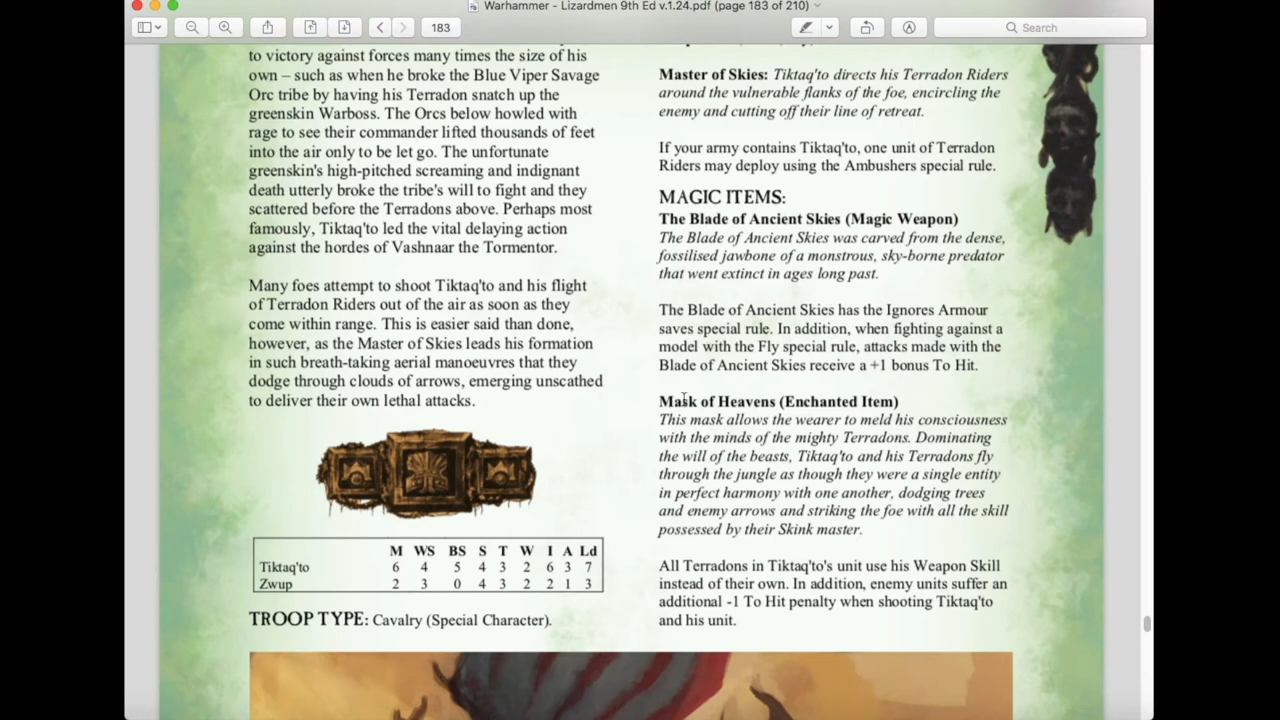 Warhammer - Lizardmen 9th Ed v.1.24.pdf (page 183 of 210)
183
Search
to victory against forces many times the size of his
own – such as when he broke the Blue Viper Savage
Orc tribe by having his Terradon snatch up the
greenskin Warboss. The Orcs below howled with
rage to see their commander lifted thousands of feet
into the air only to be let go. The unfortunate
greenskin's high-pitched screaming and indignant
death utterly broke the tribe's will to fight and they
scattered before the Terradons above. Perhaps most
famously, Tiktaq'to led the vital delaying action
against the hordes of Vashnaar the Tormentor.
Many foes attempt to shoot Tiktaq'to and his flight
of Terradon Riders out of the air as soon as they
come within range. This is easier said than done,
however, as the Master of Skies leads his formation
in such breath-taking aerial manoeuvres that they
dodge through clouds of arrows, emerging unscathed
to deliver their own lethal attacks.
M WS BS S T W I A Ld
Tiktaq'to 6 4 5 4 3 2 6 3 7
Zwup 2 3 0 4 3 2 2 1 3
TROOP TYPE: Cavalry (Special Character).
Master of Skies: Tiktaq'to directs his Terradon Riders
around the vulnerable flanks of the foe, encircling the
enemy and cutting off their line of retreat.
If your army contains Tiktaq'to, one unit of Terradon
Riders may deploy using the Ambushers special rule.
MAGIC ITEMS:
The Blade of Ancient Skies (Magic Weapon)
The Blade of Ancient Skies was carved from the dense,
fossilised jawbone of a monstrous, sky-borne predator
that went extinct in ages long past.
The Blade of Ancient Skies has the Ignores Armour
saves special rule. In addition, when fighting against a
model with the Fly special rule, attacks made with the
Blade of Ancient Skies receive a +1 bonus To Hit.
Mask of Heavens (Enchanted Item)
This mask allows the wearer to meld his consciousness
with the minds of the mighty Terradons. Dominating
the will of the beasts, Tiktaq'to and his Terradons fly
through the jungle as though they were a single entity
in perfect harmony with one another, dodging trees
and enemy arrows and striking the foe with all the skill
possessed by their Skink master.
All Terradons in Tiktaq'to's unit use his Weapon Skill
instead of their own. In addition, enemy units suffer an
additional -1 To Hit penalty when shooting Tiktaq'to
and his unit.